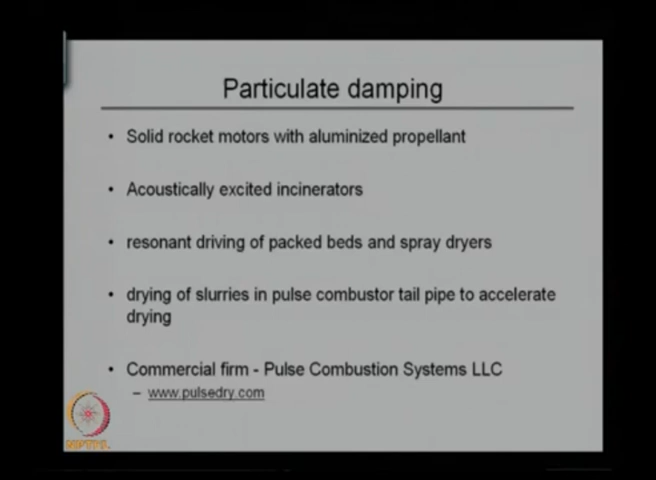 Particulate damping
• Solid rocket motors with aluminized propellant
• Acoustically excited incinerators
• resonant driving of packed beds and spray dryers
• drying of slurries in pulse combustor tail pipe to accelerate
drying
• Commercial firm - Pulse Combustion Systems LLC
– www.pulsedry.com
NPTEL